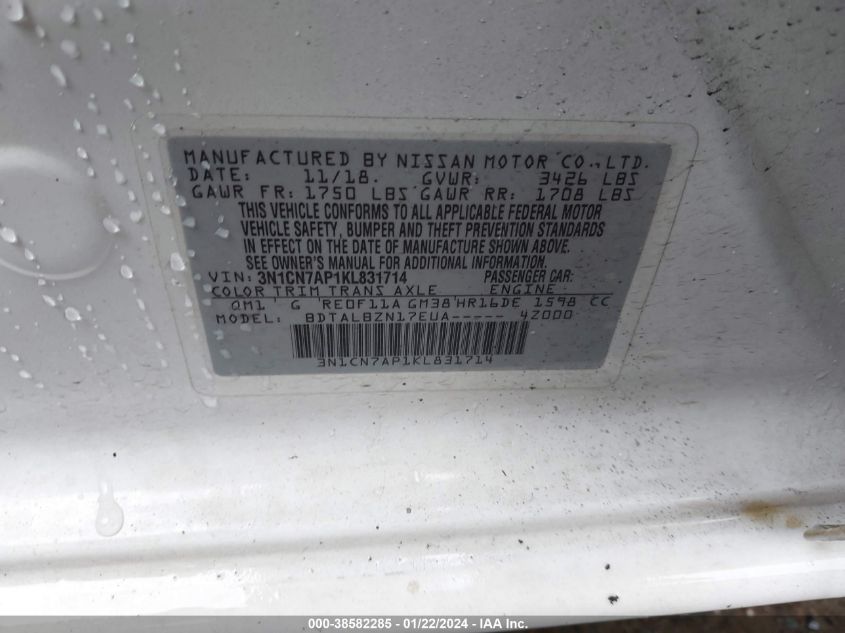 MANUFACTURED BY NISSAN MOTOR CO., LTD.
DATE: 11/18. GVWR: 3426 LBS
GAWR FR: 1750 LBS GAWR RR: 1708 LBS
THIS VEHICLE CONFORMS TO ALL APPLICABLE FEDERAL MOTOR
VEHICLE SAFETY, BUMPER AND THEFT PREVENTION STANDARDS
IN EFFECT ON THE DATE OF MANUFACTURE SHOWN ABOVE.
SEE OWNER'S MANUAL FOR ADDITIONAL INFORMATION.
VIN: 3N1CN7AP1KL831714 PASSENGER CAR:
COLOR TRIM TRANS AXLE ENGINE
QM1 G RE0F11A GM38 HR16DE 1598 CC
MODEL: BDTALBZN17EUA----- 4Z000
3N1CN7AP1KL831714
000-38582285 - 01/22/2024 - IAA Inc.